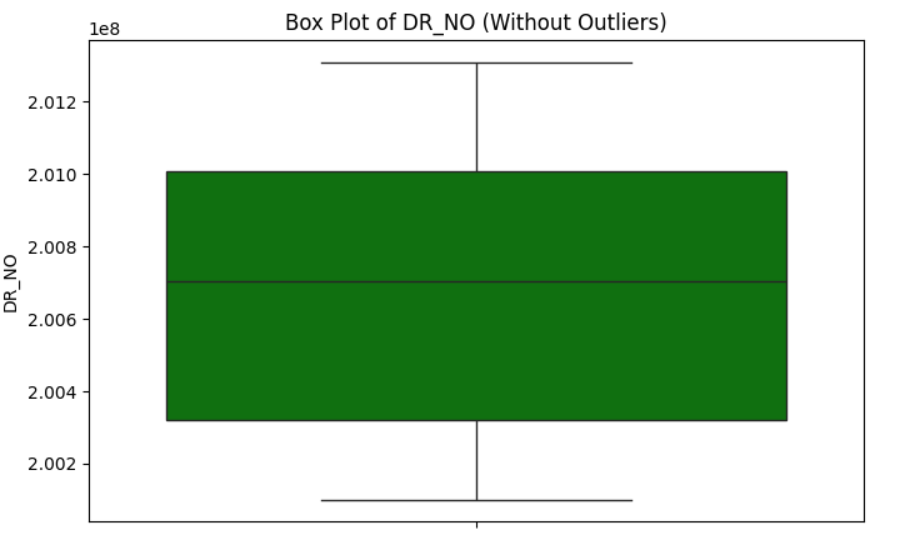 Box Plot of DR_NO (Without Outliers)
1e8
2.012
2.010
2.008
2.006
2.004
2.002
DR_NO